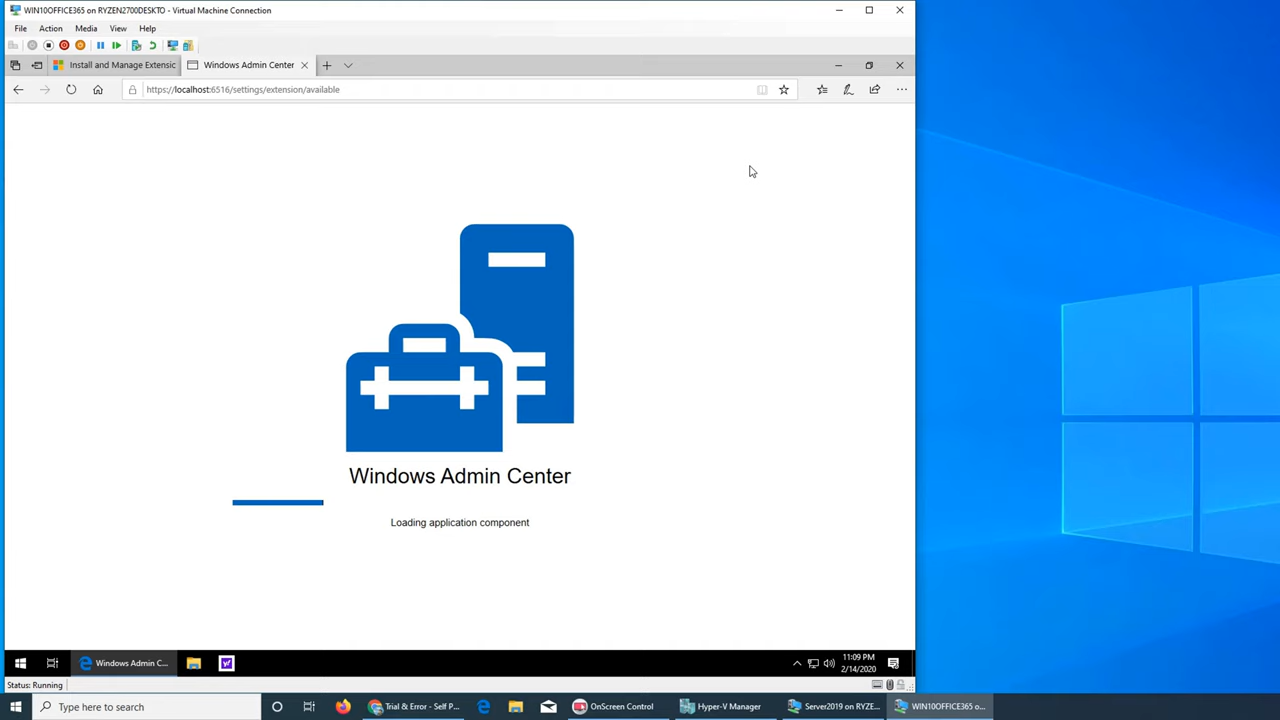 WIN10OFFICE365 on RYZEN2700DESKTO - Virtual Machine Connection
File Action Media View Help
Install and Manage Extensic
Windows Admin Center
https://localhost:6516/settings/extension/available
Windows Admin Center
Loading application component
Windows Admin C...
11:09 PM
2/14/2020
Status: Running
Type here to search
Trial & Error - Self P...
OnScreen Control
Hyper-V Manager
Server2019 on RYZE...
WIN10OFFICE365 o...